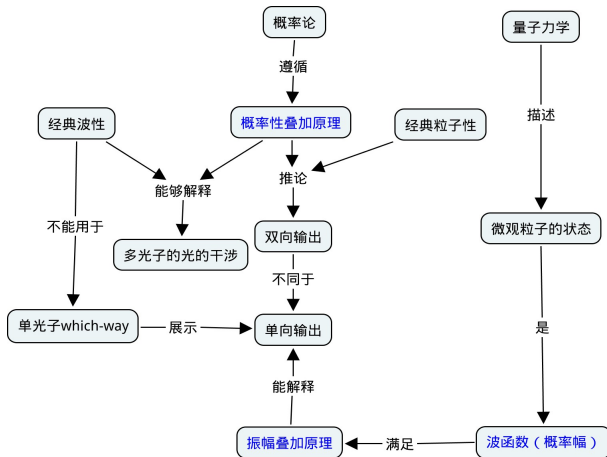 概率论
量子力学
遵循
经典波性
概率性叠加原理
经典粒子性
描述
推论
能够解释
不能用于
双向输出
微观粒子的状态
多光子的光的干涉
不同于
单光子which-way
展示
单向输出
是
能解释
振幅叠加原理
满足
波函数（概率幅）